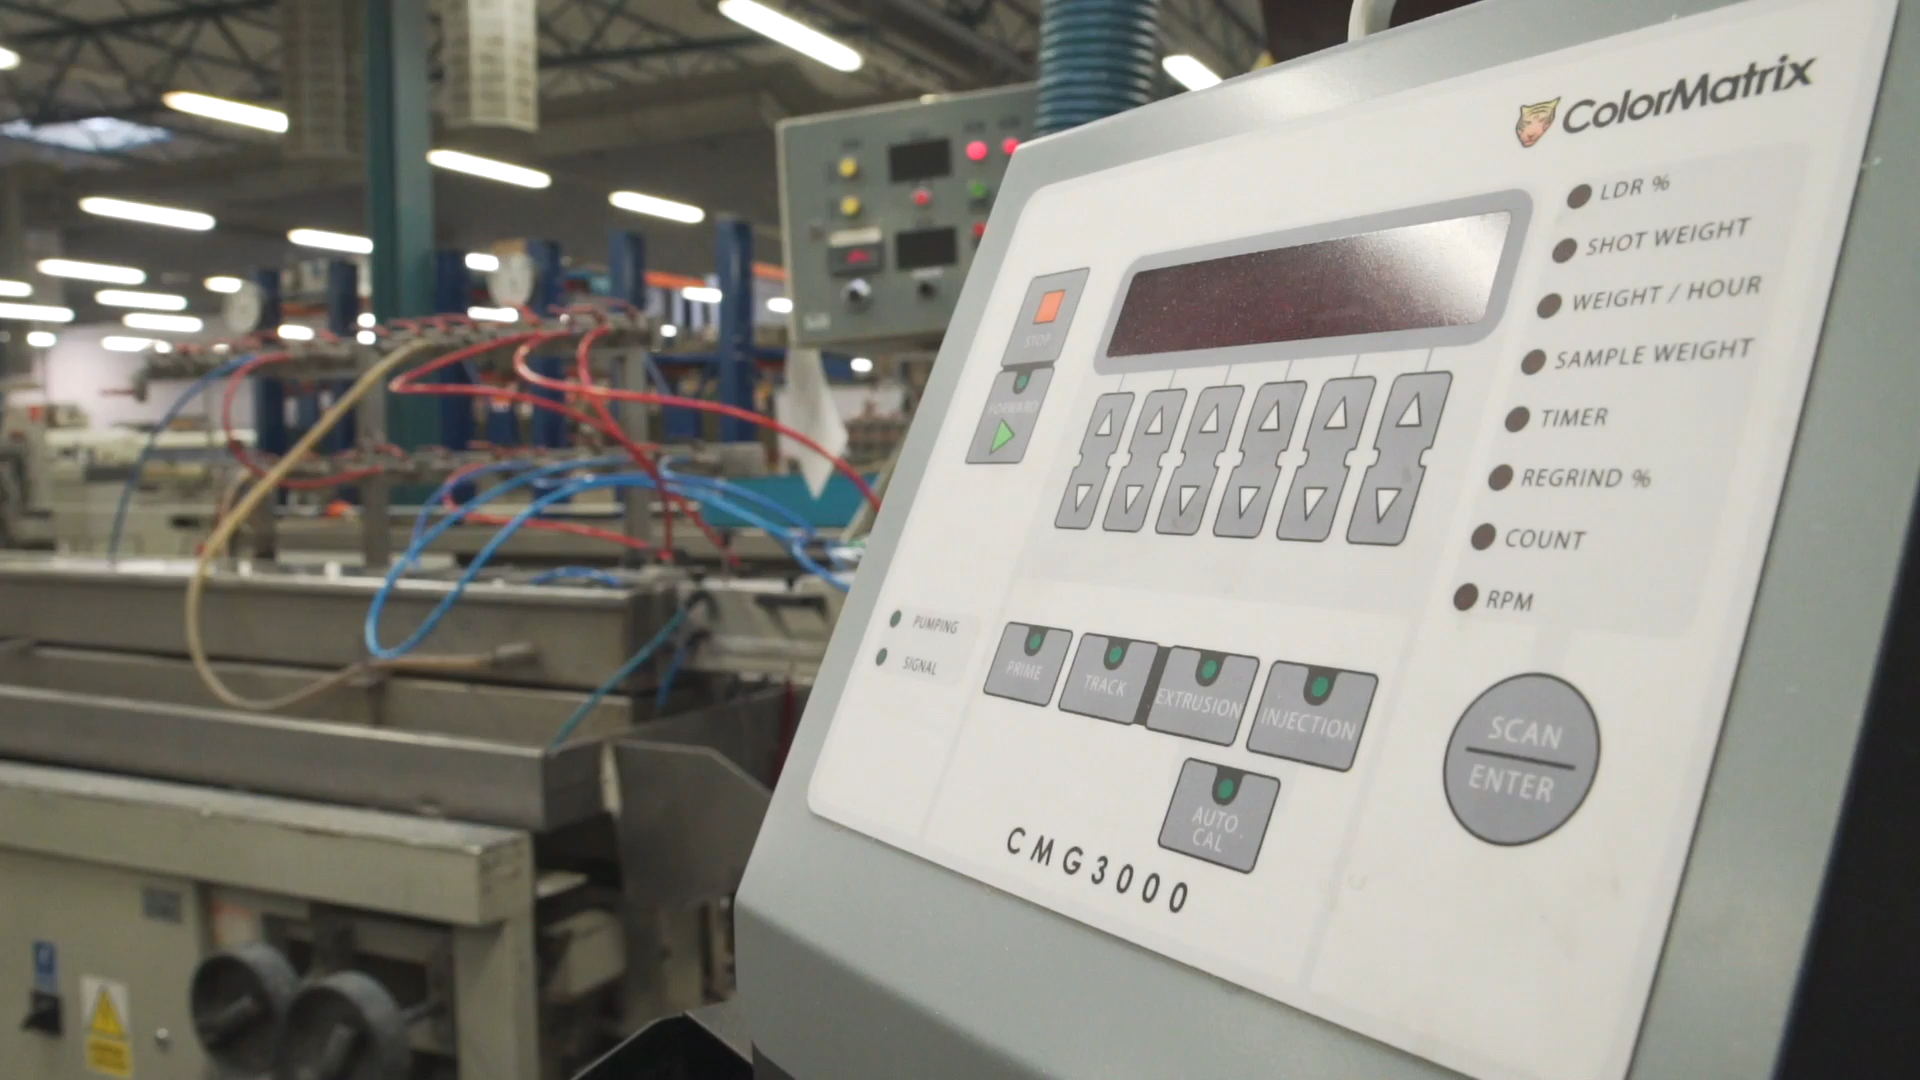 ColorMatrix
LDR %
SHOT WEIGHT
WEIGHT / HOUR
SAMPLE WEIGHT
TIMER
REGRIND %
COUNT
RPM
STOP
FORWARD
PUMPING
SIGNAL
PRIME
TRACK
EXTRUSION
INJECTION
AUTO
CAL
SCAN
ENTER
CMG3000